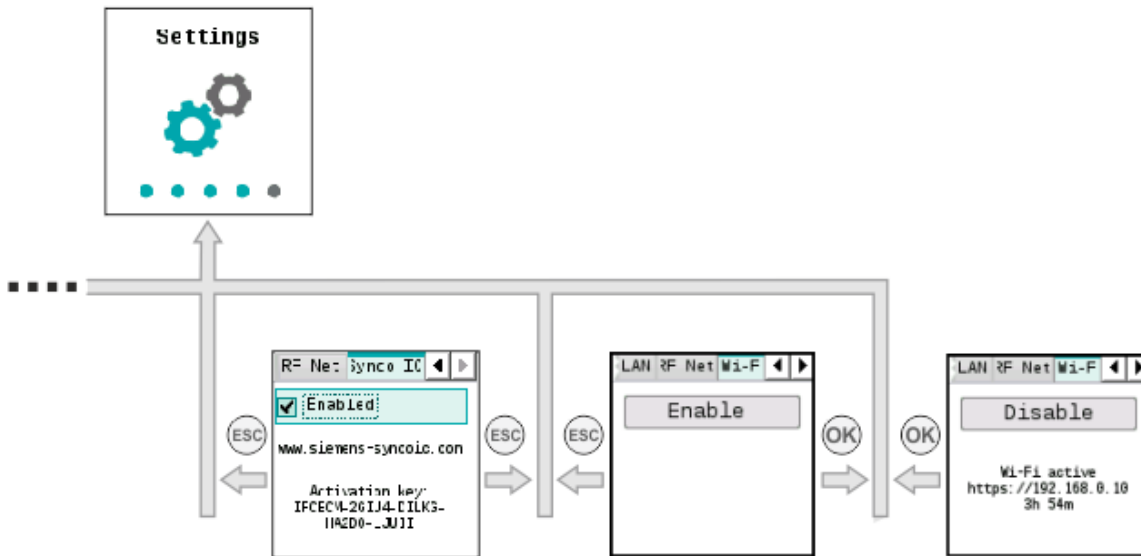 Settings
RF Net Synco IC
Enabled
ESC
ESC
www.siemens-syncoic.com
Activation key:
LAN RF Net Wi-F
Enable
ESC
OK
LAN RF Net Wi-F
Disable
OK
Wi-Fi active
https://192.168.0.10
3h 54m